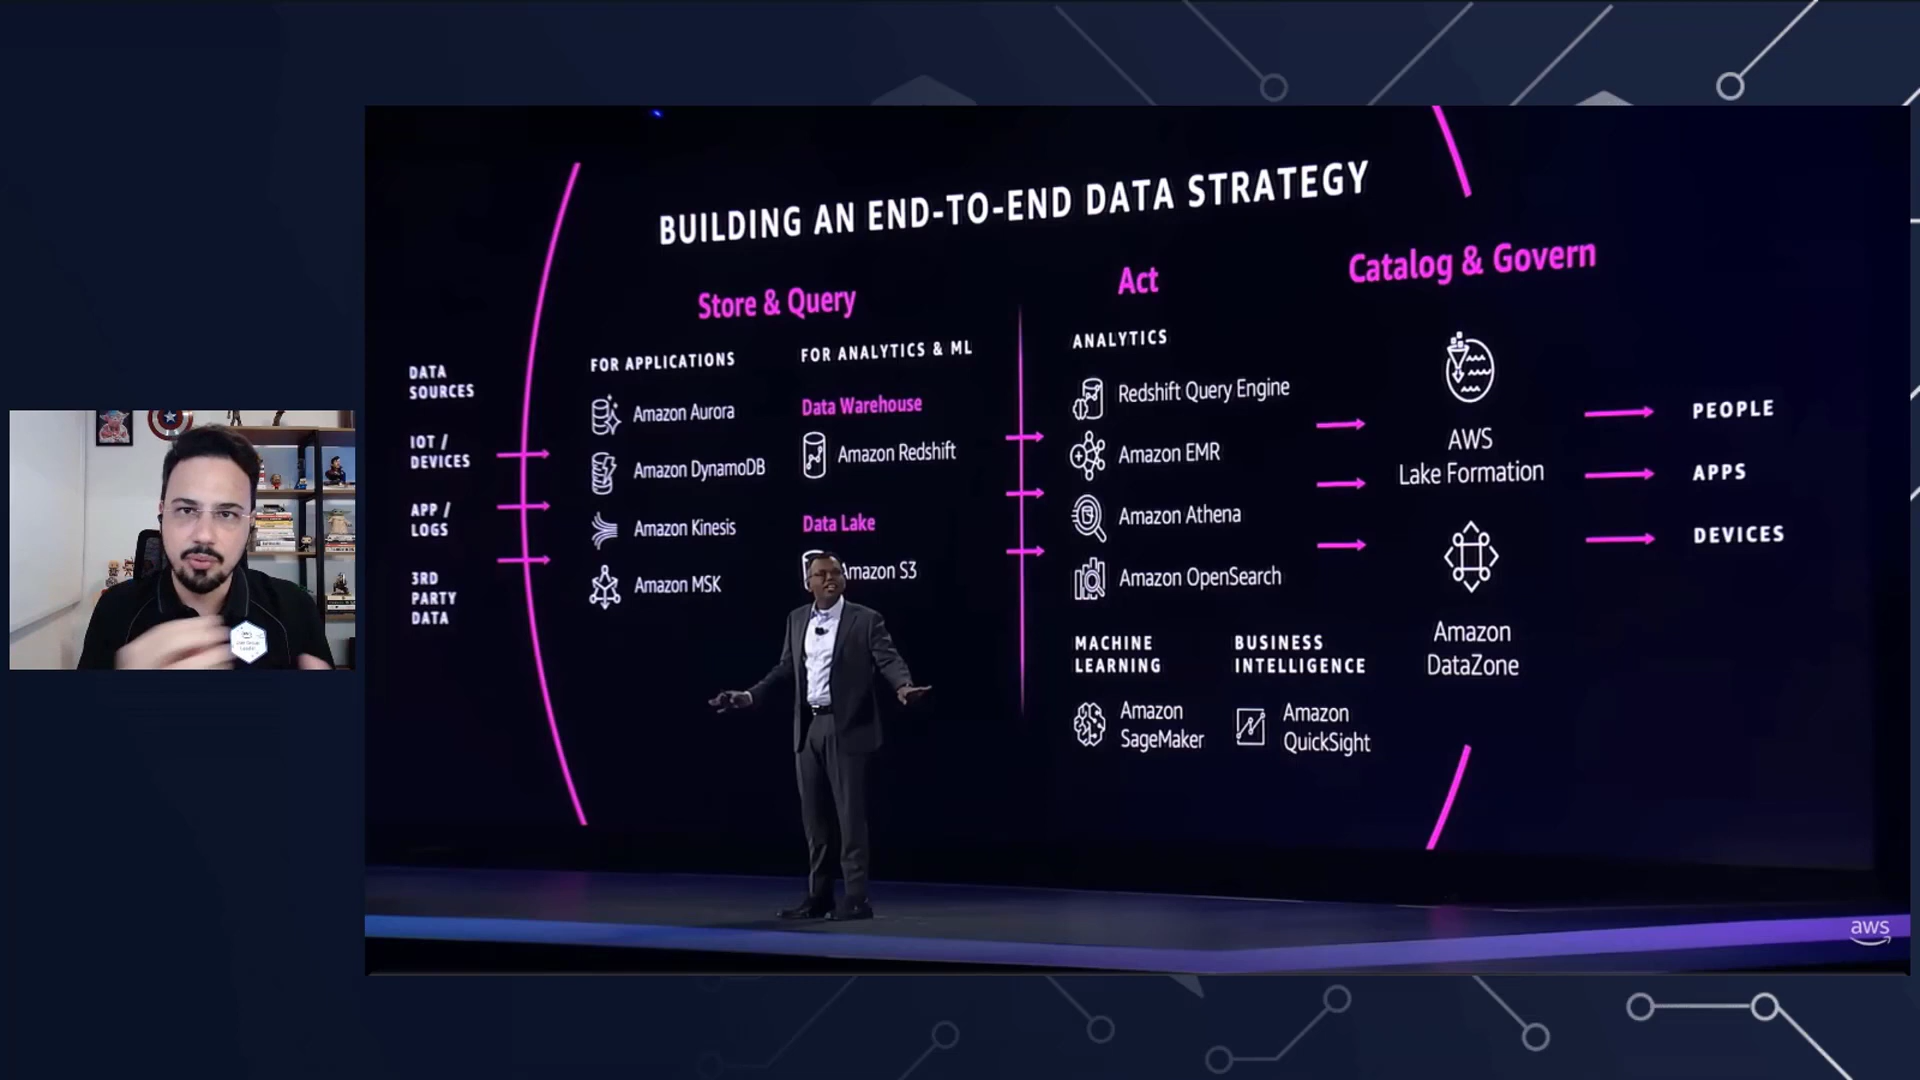 BUILDING AN END-TO-END DATA STRATEGY
Store & Query
Act
Catalog & Govern
DATA
SOURCES
IOT /
DEVICES
APP /
LOGS
3RD
PARTY
DATA
FOR APPLICATIONS
Amazon Aurora
Amazon DynamoDB
Amazon Kinesis
Amazon MSK
FOR ANALYTICS & ML
Data Warehouse
Amazon Redshift
Data Lake
Amazon S3
ANALYTICS
Redshift Query Engine
Amazon EMR
Amazon Athena
Amazon OpenSearch
MACHINE
LEARNING
Amazon
SageMaker
BUSINESS
INTELLIGENCE
Amazon
QuickSight
AWS
Lake Formation
Amazon
DataZone
PEOPLE
APPS
DEVICES
aws